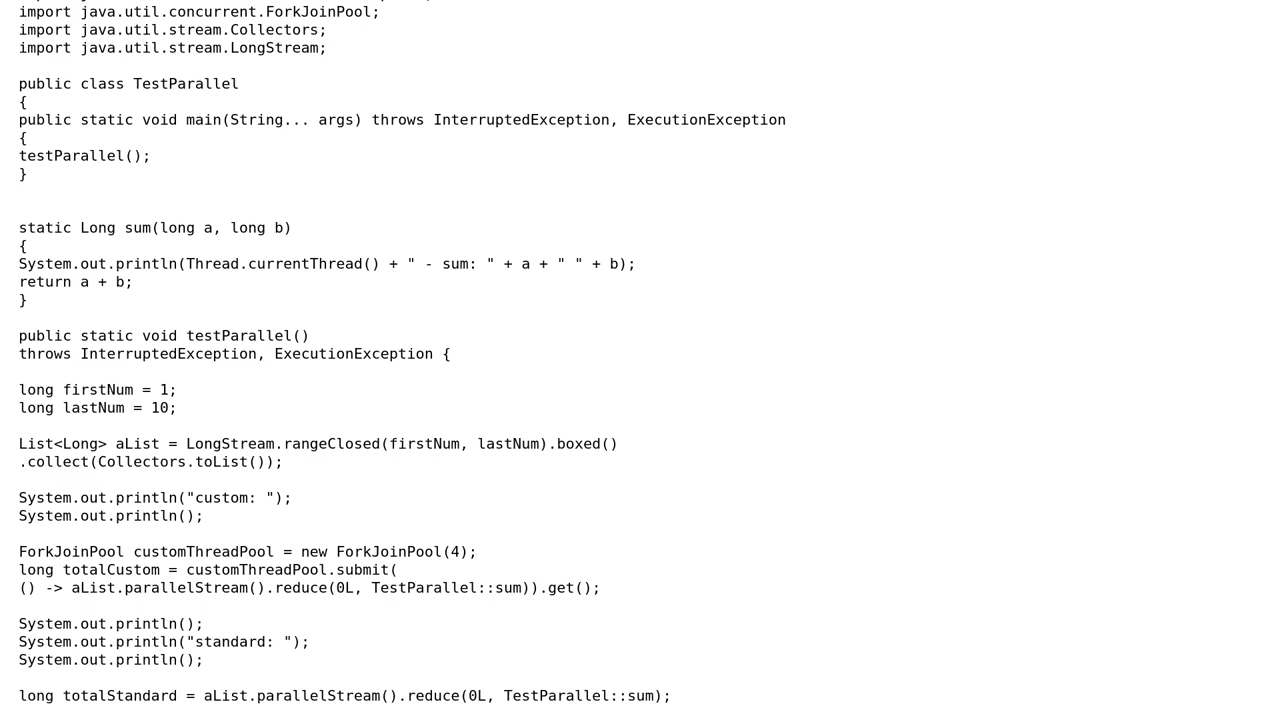 import java.util.concurrent.ForkJoinPool;
import java.util.stream.Collectors;
import java.util.stream.LongStream;
public class TestParallel
{
public static void main(String... args) throws InterruptedException, ExecutionException
{
testParallel();
}
static Long sum(long a, long b)
{
System.out.println(Thread.currentThread() + " - sum: " + a + " " + b);
return a + b;
}
public static void testParallel()
throws InterruptedException, ExecutionException {
long firstNum = 1;
long lastNum = 10;
List<Long> aList = LongStream.rangeClosed(firstNum, lastNum).boxed()
.collect(Collectors.toList());
System.out.println("custom: ");
System.out.println();
ForkJoinPool customThreadPool = new ForkJoinPool(4);
long totalCustom = customThreadPool.submit(
() -> aList.parallelStream().reduce(0L, TestParallel::sum)).get();
System.out.println();
System.out.println("standard: ");
System.out.println();
long totalStandard = aList.parallelStream().reduce(0L, TestParallel::sum);